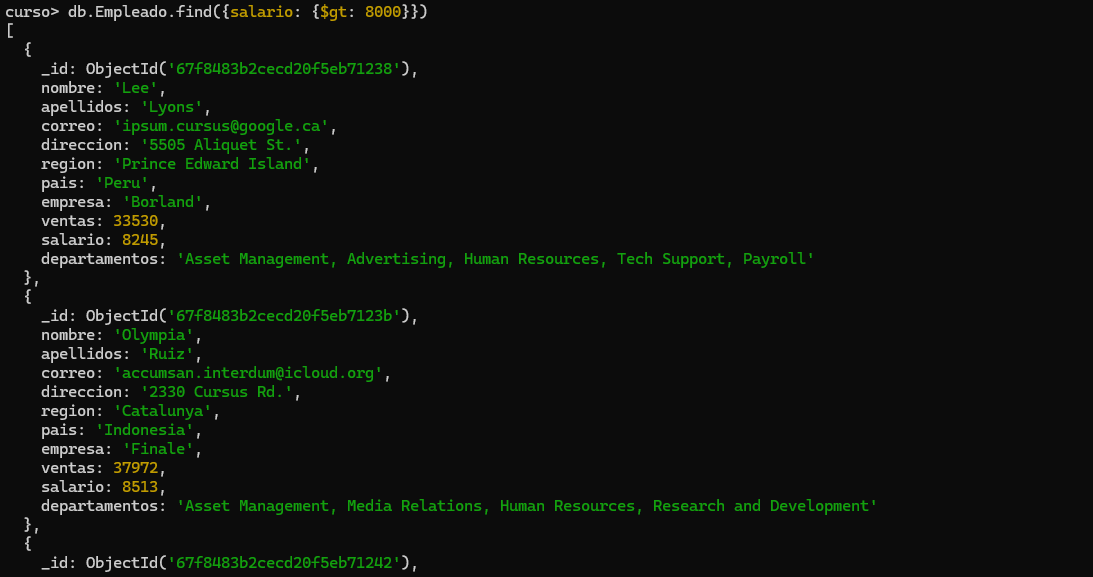 curso> db.Empleado.find({salario: {$gt: 8000}})
[
  {
    _id: ObjectId('67f8483b2cecd20f5eb71238'),
    nombre: 'Lee',
    apellidos: 'Lyons',
    correo: 'ipsum.cursus@google.ca',
    direccion: '5505 Aliquet St.',
    region: 'Prince Edward Island',
    pais: 'Peru',
    empresa: 'Borland',
    ventas: 33530,
    salario: 8245,
    departamentos: 'Asset Management, Advertising, Human Resources, Tech Support, Payroll'
  },
  {
    _id: ObjectId('67f8483b2cecd20f5eb7123b'),
    nombre: 'Olympia',
    apellidos: 'Ruiz',
    correo: 'accumsan.interdum@icloud.org',
    direccion: '2330 Cursus Rd.',
    region: 'Catalunya',
    pais: 'Indonesia',
    empresa: 'Finale',
    ventas: 37972,
    salario: 8513,
    departamentos: 'Asset Management, Media Relations, Human Resources, Research and Development'
  },
  {
    _id: ObjectId('67f8483b2cecd20f5eb71242'),